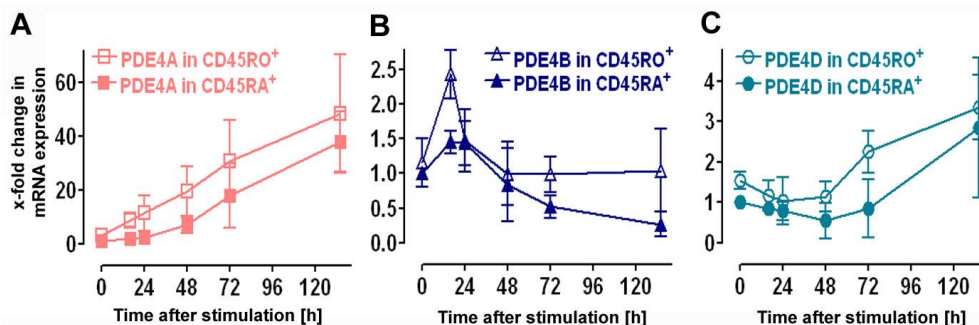 A
B
C
PDE4A in CD45RO+
PDE4A in CD45RA+
PDE4B in CD45RO+
PDE4B in CD45RA+
PDE4D in CD45RO+
PDE4D in CD45RA+
x-fold change in
mRNA expression
60
40
20
0
2.5
2.0
1.5
1.0
0.5
0.0
4
3
2
1
0
0 24 48 72 96 120
0 24 48 72 96 120
0 24 48 72 96 120
Time after stimulation [h]
Time after stimulation [h]
Time after stimulation [h]